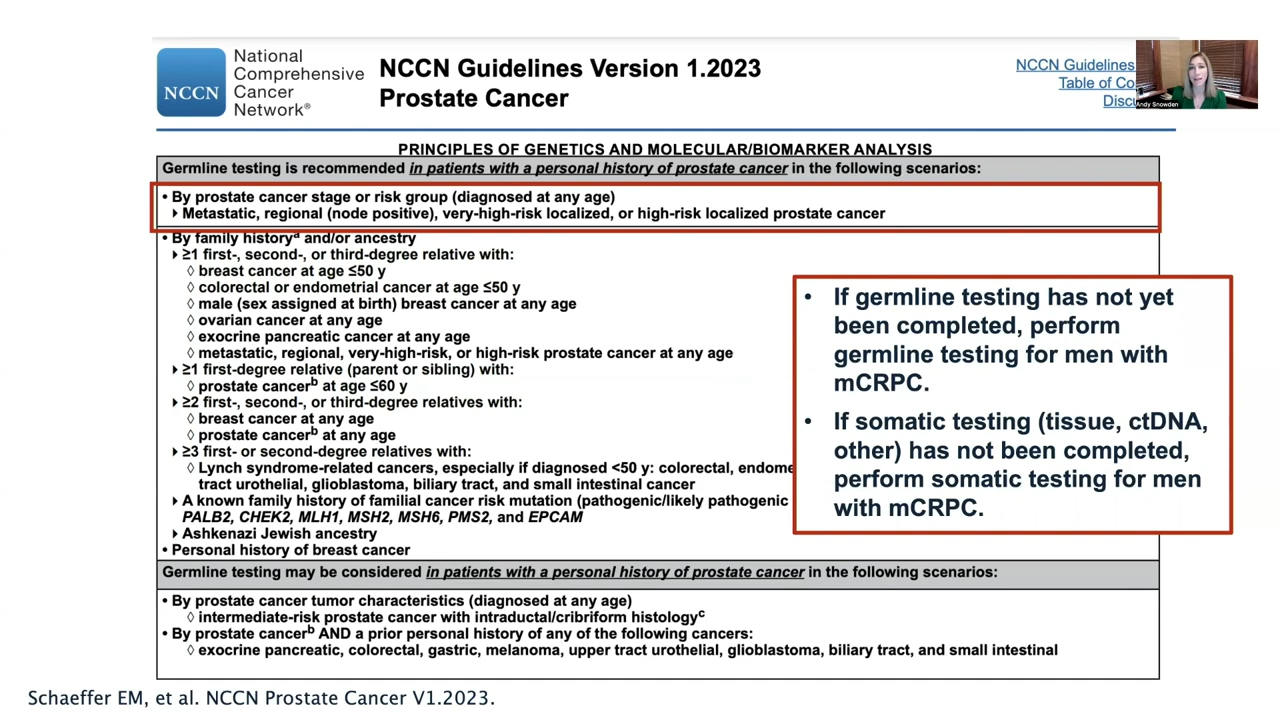 NCCN
National
Comprehensive
Cancer
Network®
NCCN Guidelines Version 1.2023
Prostate Cancer
NCCN Guidelines
Table of
Andy Snowden
PRINCIPLES OF GENETICS AND MOLECULAR/BIOMARKER ANALYSIS
Germline testing is recommended in patients with a personal history of prostate cancer in the following scenarios:
• By prostate cancer stage or risk group (diagnosed at any age)
‣ Metastatic, regional (node positive), very-high-risk localized, or high-risk localized prostate cancer
• By family historyᵃ and/or ancestry
‣ ≥1 first-, second-, or third-degree relative with:
◊ breast cancer at age ≤50 y
◊ colorectal or endometrial cancer at age ≤50 y
◊ male (sex assigned at birth) breast cancer at any age
◊ ovarian cancer at any age
◊ exocrine pancreatic cancer at any age
◊ metastatic, regional, very-high-risk, or high-risk prostate cancer at any age
‣ ≥1 first-degree relative (parent or sibling) with:
◊ prostate cancerᵇ at age ≤60 y
‣ ≥2 first-, second-, or third-degree relatives with:
◊ breast cancer at any age
◊ prostate cancerᵇ at any age
‣ ≥3 first- or second-degree relatives with:
◊ Lynch syndrome-related cancers, especially if diagnosed <50 y: colorectal,
tract urothelial, glioblastoma, biliary tract, and small intestinal cancer
‣ A known family history of familial cancer risk mutation (pathogenic/likely pathogenic
PALB2, CHEK2, MLH1, MSH2, MSH6, PMS2, and EPCAM
‣ Ashkenazi Jewish ancestry
• Personal history of breast cancer
Germline testing may be considered in patients with a personal history of prostate cancer in the following scenarios:
• By prostate cancer tumor characteristics (diagnosed at any age)
◊ intermediate-risk prostate cancer with intraductal/cribriform histologyᶜ
• By prostate cancerᵇ AND a prior personal history of any of the following cancers:
◊ exocrine pancreatic, colorectal, gastric, melanoma, upper tract urothelial, glioblastoma, biliary tract, and small intestinal
• If germline testing has not yet
been completed, perform
germline testing for men with
mCRPC.
• If somatic testing (tissue, ctDNA,
other) has not been completed,
perform somatic testing for men
with mCRPC.
Schaeffer EM, et al. NCCN Prostate Cancer V1.2023.